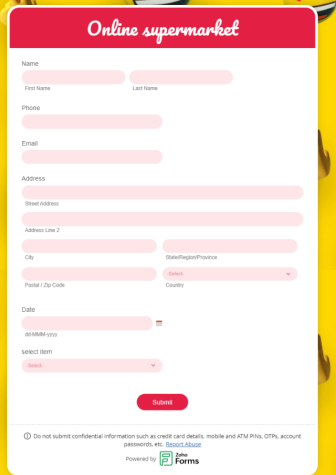 Online supermarket
Name
First Name Last Name
Phone
Email
Address
Street Address
Address Line 2
City State/Region/Province
-Select-
Postal / Zip Code Country
Date
dd-MMM-yyyy
select item
-Select-
Submit
Do not submit confidential information such as credit card details, mobile and ATM PINs, OTPs, account
passwords, etc. Report Abuse
Powered by Zoho Forms